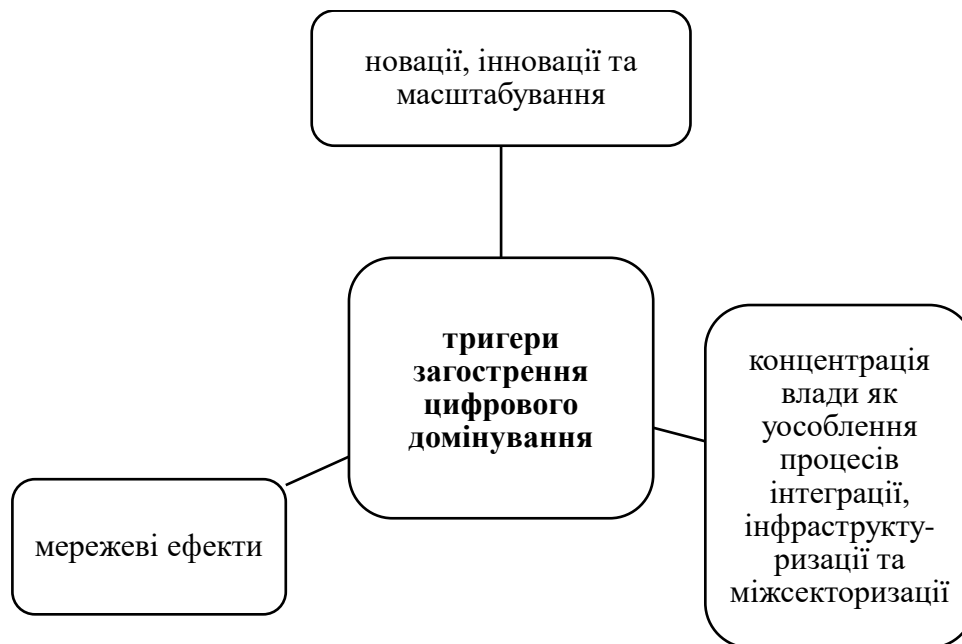 новації, інновації та
масштабування
тригери
загострення
цифрового
домінування
концентрація
влади як
уособлення
процесів
інтеграції,
інфраструкту-
ризації та
міжсекторизації
мережеві ефекти